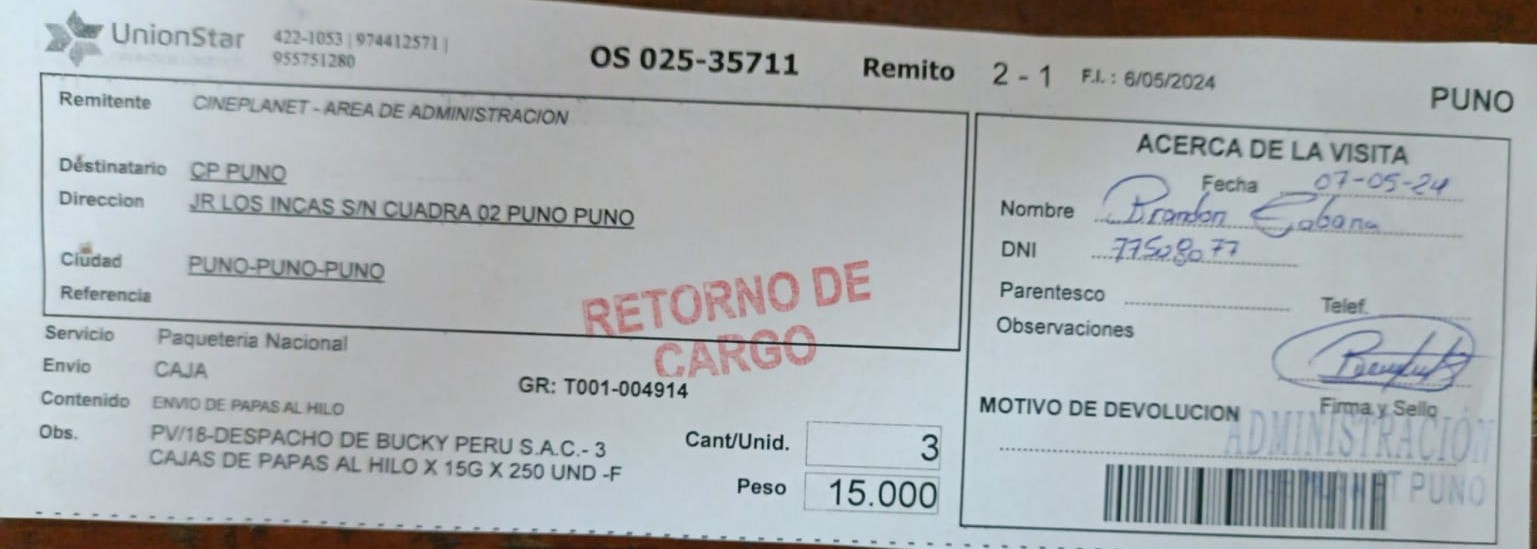 UnionStar 422-1053 | 974412571 |
955751280
OS 025-35711 Remito 2 - 1 F.I. : 6/05/2024
PUNO
Remitente CINEPLANET - AREA DE ADMINISTRACION
Destinatario CP PUNO
Direccion JR LOS INCAS S/N CUADRA 02 PUNO PUNO
Ciudad PUNO-PUNO-PUNO
Referencia
RETORNO DE
CARGO
Servicio Paqueteria Nacional
Envio CAJA
GR: T001-004914
Contenido ENVIO DE PAPAS AL HILO
Obs. PV/18-DESPACHO DE BUCKY PERU S.A.C.- 3
CAJAS DE PAPAS AL HILO X 15G X 250 UND -F
Cant/Unid. 3
Peso 15.000
ACERCA DE LA VISITA
Fecha 07-05-24
Nombre Brandon Cabana
DNI 77508077
Parentesco Telef.
Observaciones
Firma y Sello
MOTIVO DE DEVOLUCION
ADMINISTRACIÓN
PUNO